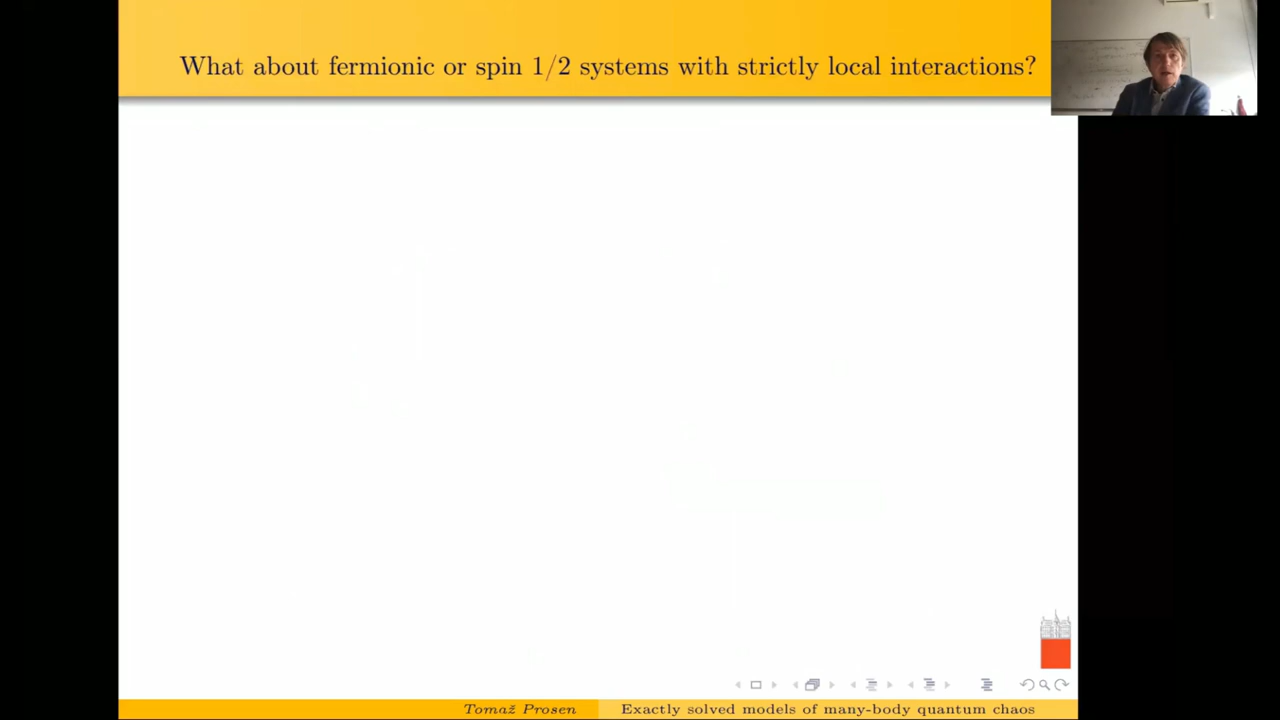 What about fermionic or spin 1/2 systems with strictly local interactions?
Tomaž Prosen
Exactly solved models of many-body quantum chaos